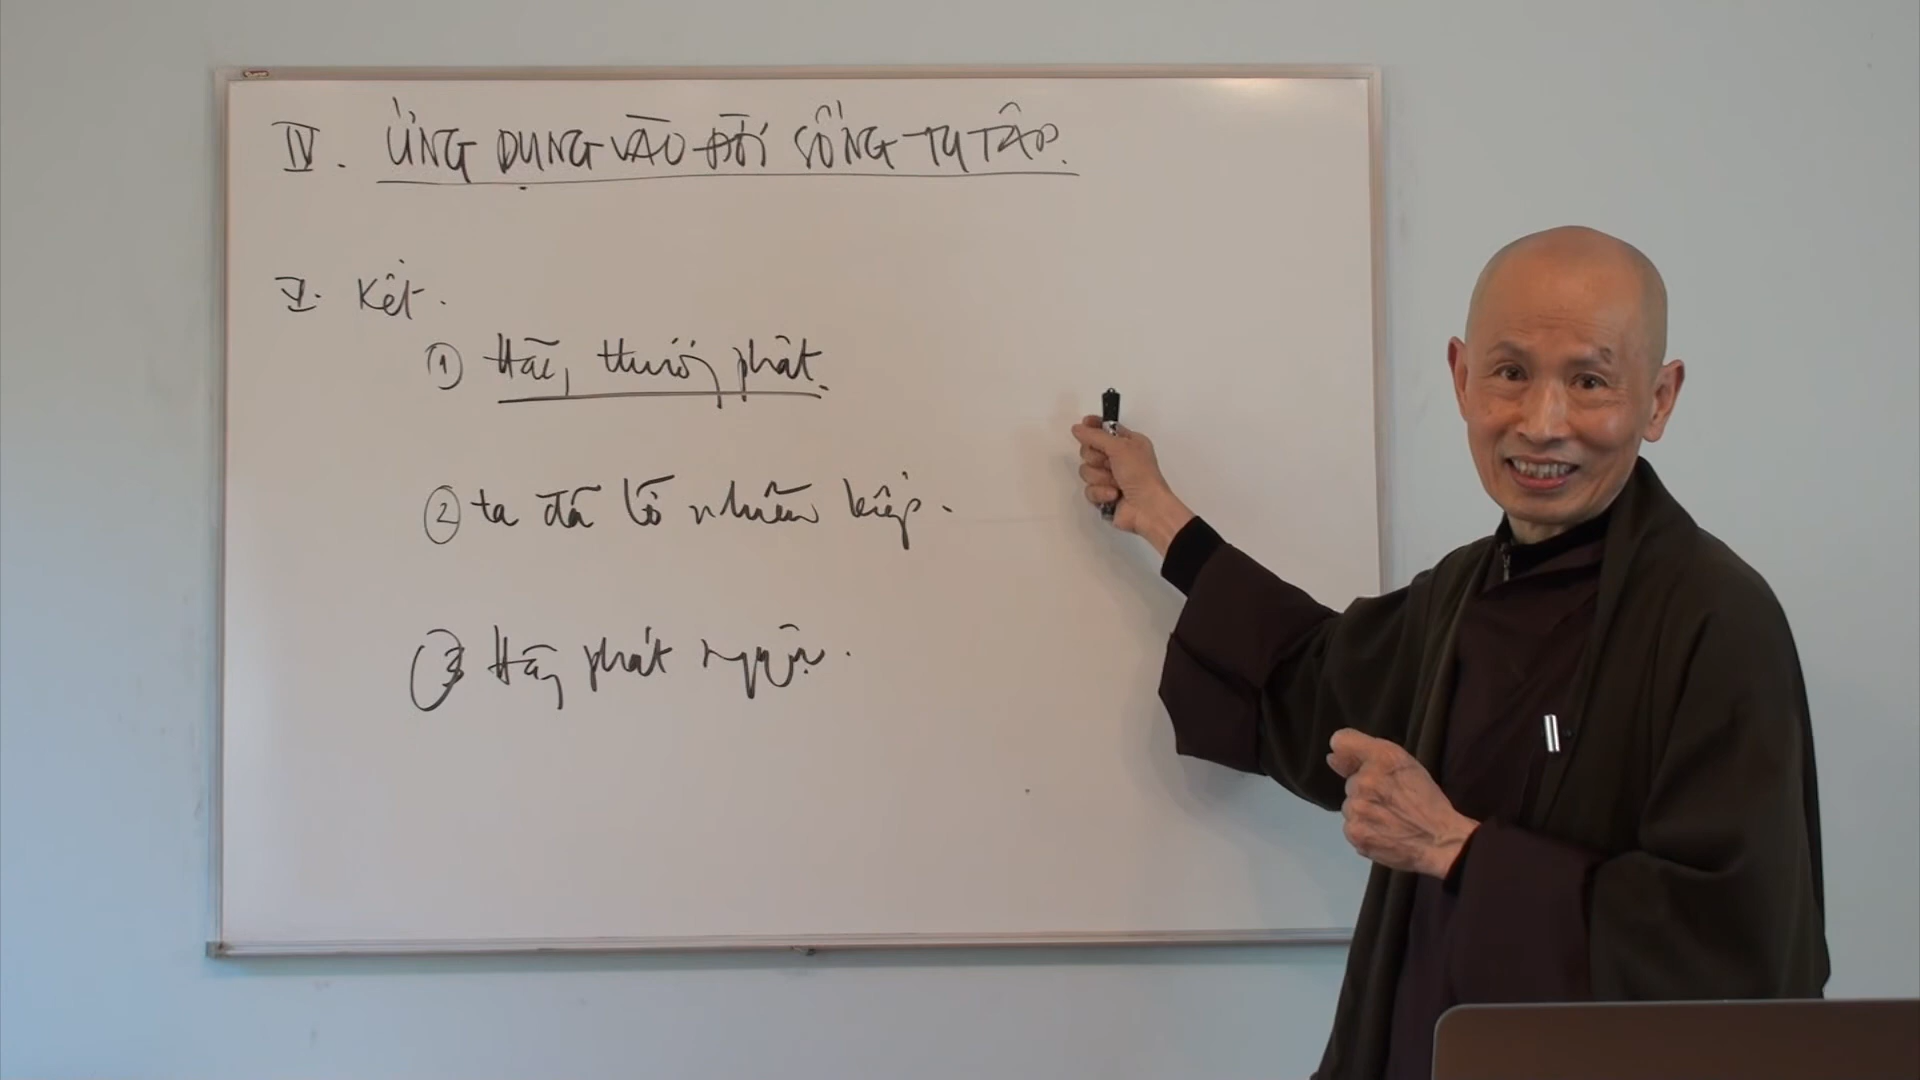 IV. ỨNG DỤNG VÀO ĐỜI SỐNG TU TẬP.
V. Kết.
① Hãy thương phật.
② ta đã bỏ nhiều kiếp.
③ Hãy phát nguyện.